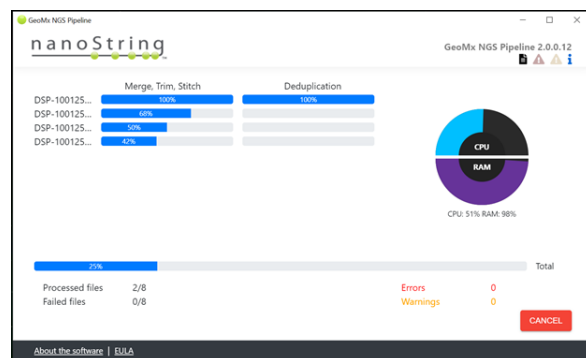 GeoMx NGS Pipeline
nanoString
GeoMx NGS Pipeline 2.0.0.12
Merge, Trim, Stitch Deduplication
DSP-100125... 100% 100%
DSP-100125... 68%
DSP-100125... 50%
DSP-100125... 42%
CPU
RAM
CPU: 51% RAM: 98%
25% Total
Processed files 2/8 Errors 0
Failed files 0/8 Warnings 0
CANCEL
About the software | EULA